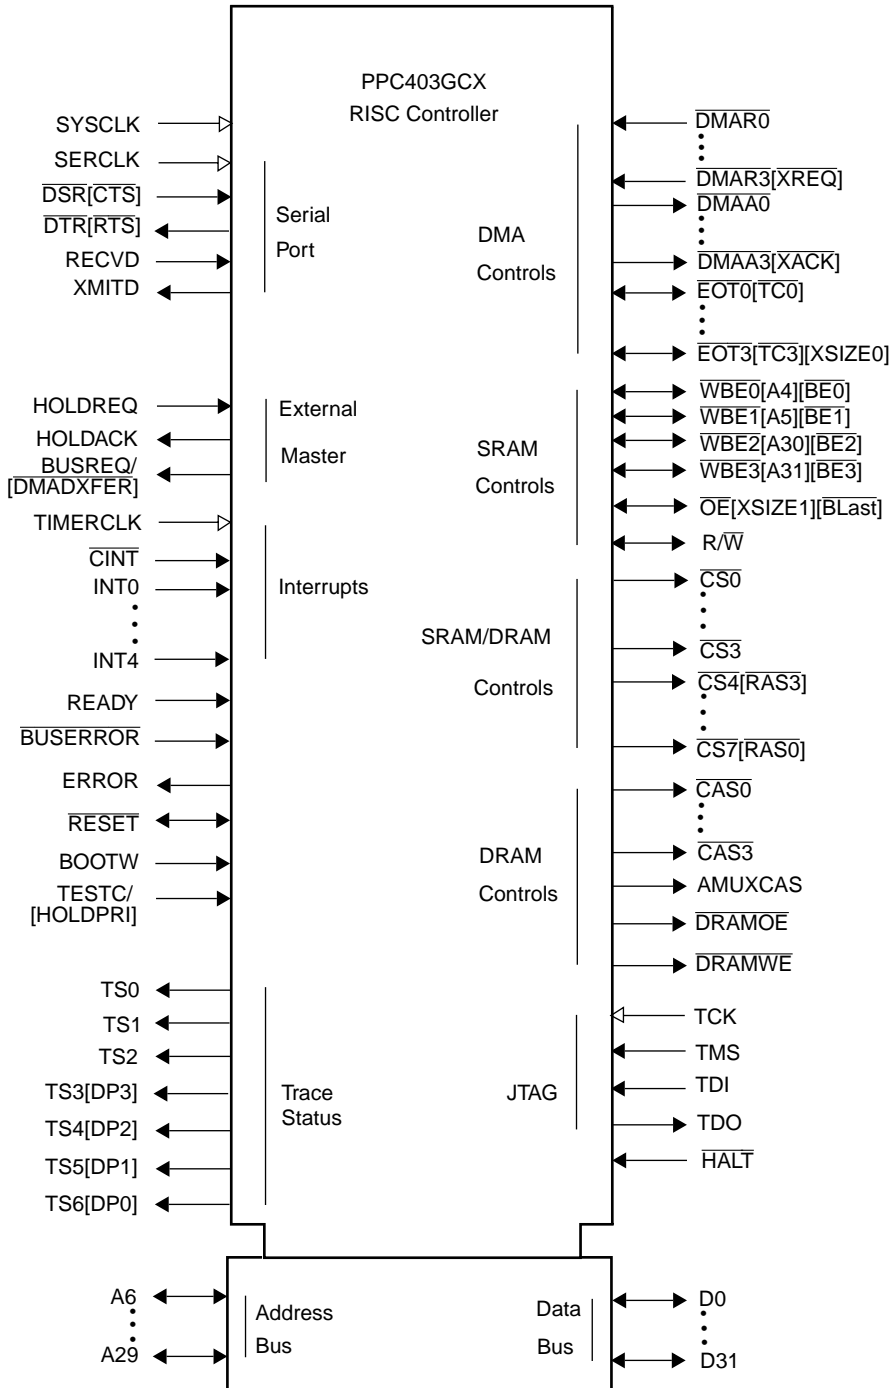 PPC403GCX
RISC Controller
SYSCLK
SERCLK
DSR[CTS]
DTR[RTS]
RECVD
XMITD
Serial
Port
HOLDREQ
HOLDACK
BUSREQ/
[DMADXFER]
External
Master
TIMERCLK
CINT
INT0
INT4
Interrupts
READY
BUSERROR
ERROR
RESET
BOOTW
TESTC/
[HOLDPRI]
TS0
TS1
TS2
TS3[DP3]
TS4[DP2]
TS5[DP1]
TS6[DP0]
Trace
Status
DMA
Controls
DMAR0
DMAR3[XREQ]
DMAA0
DMAA3[XACK]
EOT0[TC0]
EOT3[TC3][XSIZE0]
SRAM
Controls
WBE0[A4][BE0]
WBE1[A5][BE1]
WBE2[A30][BE2]
WBE3[A31][BE3]
OE[XSIZE1][BLast]
R/W
SRAM/DRAM
Controls
CS0
CS3
CS4[RAS3]
CS7[RAS0]
DRAM
Controls
CAS0
CAS3
AMUXCAS
DRAMOE
DRAMWE
JTAG
TCK
TMS
TDI
TDO
HALT
A6
A29
Address
Bus
Data
Bus
D0
D31